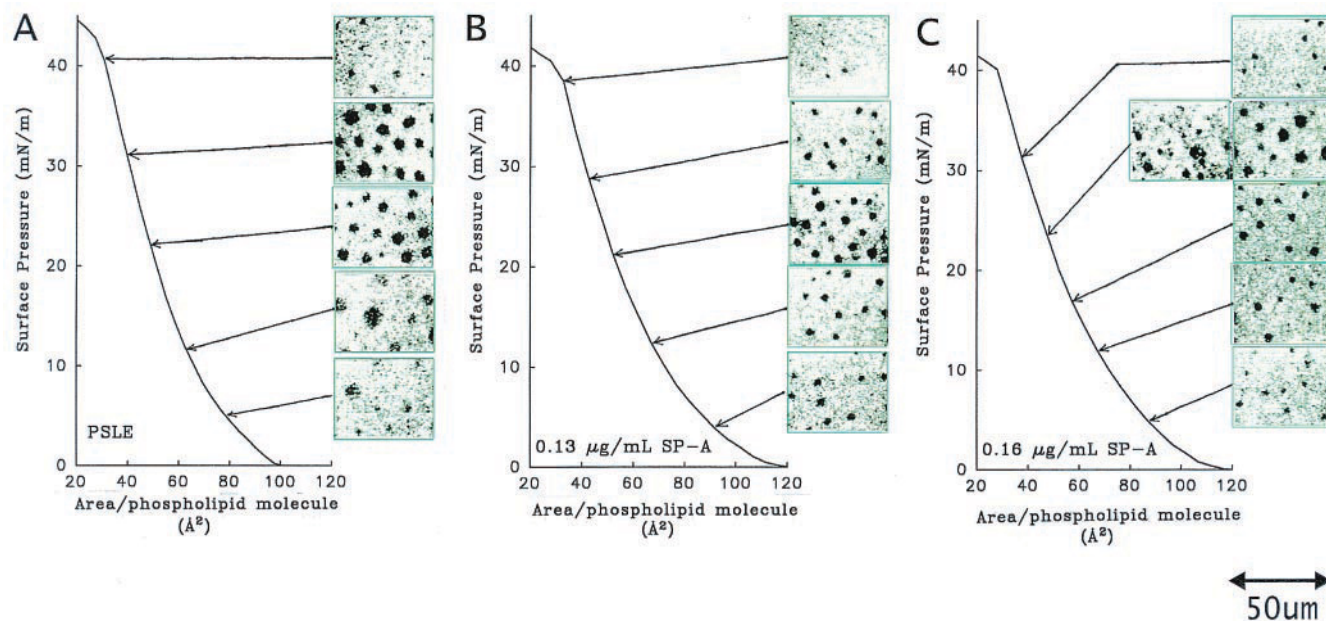 A
Surface Pressure (mN/m)
40
30
20
10
0
PSLE
20 40 60 80 100 120
Area/phospholipid molecule
(Å²)
B
Surface Pressure (mN/m)
40
30
20
10
0
0.13 μg/mL SP-A
20 40 60 80 100 120
Area/phospholipid molecule
(Å²)
C
Surface Pressure (mN/m)
40
30
20
10
0
0.16 μg/mL SP-A
20 40 60 80 100 120
Area/phospholipid molecule
(Å²)
50um